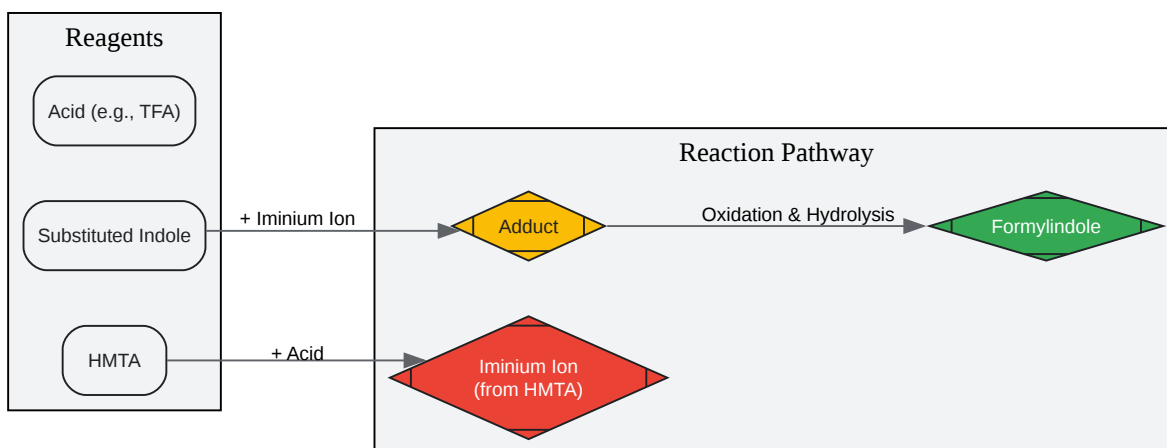 Reagents
Acid (e.g., TFA)
Substituted Indole
HMTA
+ Iminium Ion
+ Acid
Reaction Pathway
Adduct
Oxidation & Hydrolysis
Formylindole
Iminium Ion
(from HMTA)